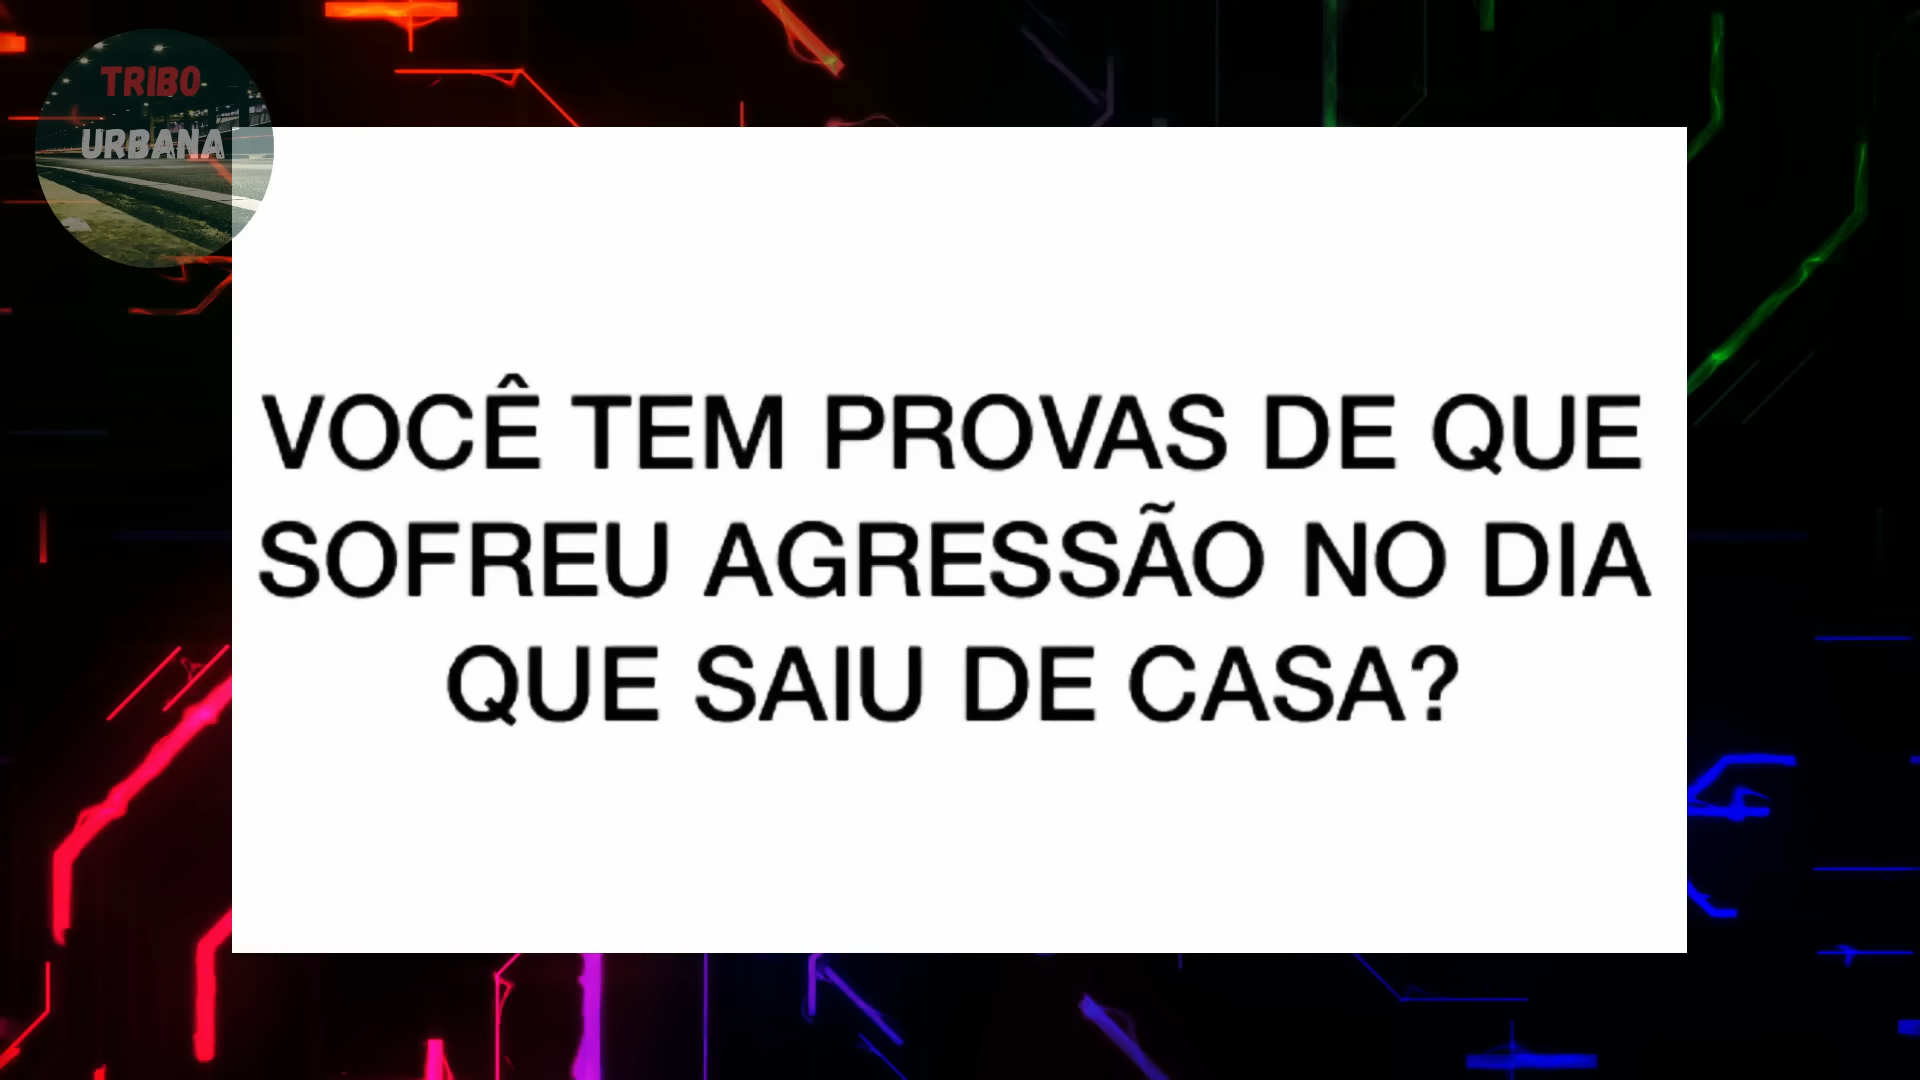 TRIBO
URBANA
VOCÊ TEM PROVAS DE QUE
SOFREU AGRESSÃO NO DIA
QUE SAIU DE CASA?